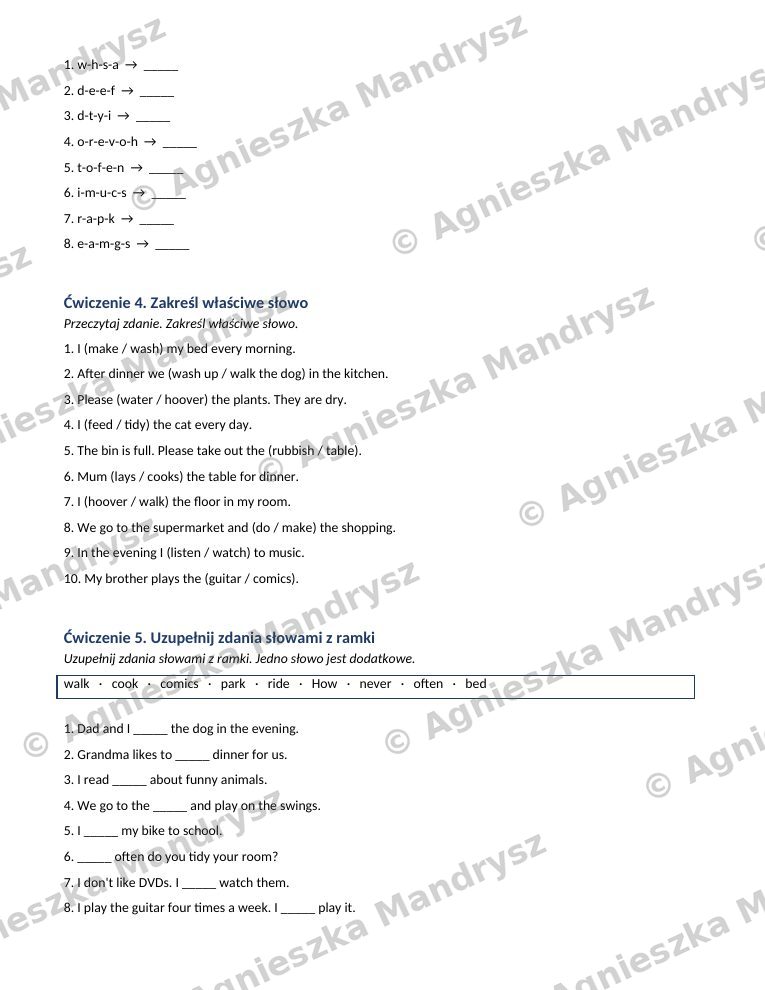 1. w-h-s-a → _____
2. d-e-e-f → _____
3. d-t-y-i → _____
4. o-r-e-v-o-h → _____
5. t-o-f-e-n → _____
6. i-m-u-c-s → _____
7. r-a-p-k → _____
8. e-a-m-g-s → _____
Ćwiczenie 4. Zakreśl właściwe słowo
Przeczytaj zdanie. Zakreśl właściwe słowo.
1. I (make / wash) my bed every morning.
2. After dinner we (wash up / walk the dog) in the kitchen.
3. Please (water / hoover) the plants. They are dry.
4. I (feed / tidy) the cat every day.
5. The bin is full. Please take out the (rubbish / table).
6. Mum (lays / cooks) the table for dinner.
7. I (hoover / walk) the floor in my room.
8. We go to the supermarket and (do / make) the shopping.
9. In the evening I (listen / watch) to music.
10. My brother plays the (guitar / comics).
Ćwiczenie 5. Uzupełnij zdania słowami z ramki
Uzupełnij zdania słowami z ramki. Jedno słowo jest dodatkowe.
walk · cook · comics · park · ride · How · never · often · bed
1. Dad and I _____ the dog in the evening.
2. Grandma likes to _____ dinner for us.
3. I read _____ about funny animals.
4. We go to the _____ and play on the swings.
5. I _____ my bike to school.
6. _____ often do you tidy your room?
7. I don't like DVDs. I _____ watch them.
8. I play the guitar four times a week. I _____ play it.
© Agnieszka Mandrysz